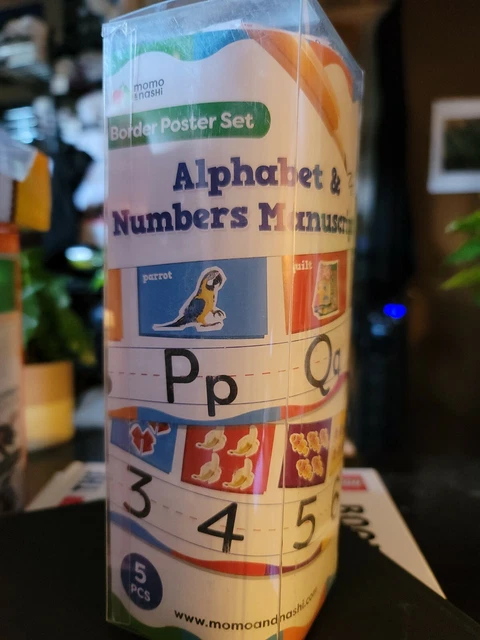 momo
&nashi
Border Poster Set
Alphabet &
Numbers Manuscript
parrot
quilt
Pp
Qq
3
4
5
5
PCS
www.momoandnashi.com